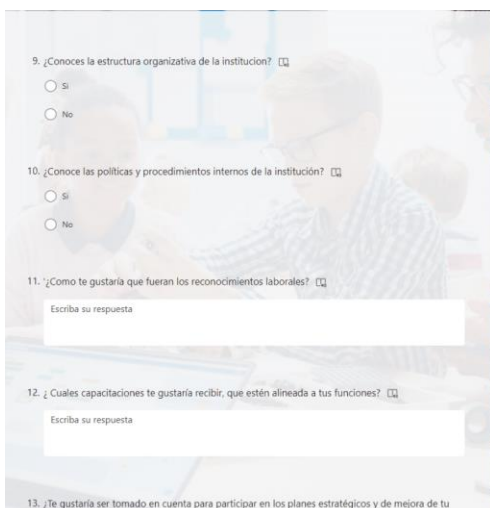 9. ¿Conoces la estructura organizativa de la institucion?
Si
No
10. ¿Conoce las políticas y procedimientos internos de la institución?
Si
No
11. ¿Como te gustaría que fueran los reconocimientos laborales?
Escriba su respuesta
12. ¿ Cuales capacitaciones te gustaría recibir, que estén alineada a tus funciones?
Escriba su respuesta
13. ¿Te gustaría ser tomado en cuenta para participar en los planes estratégicos y de mejora de tu